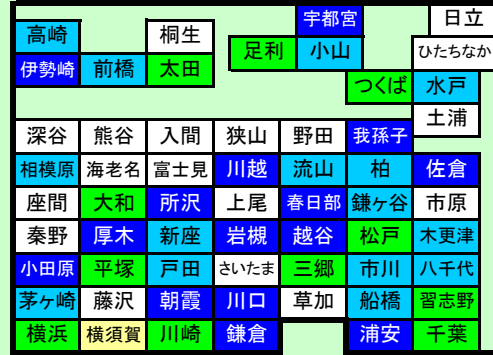 宇都宮 日立
高崎 桐生 足利 小山 ひたちなか
伊勢崎 前橋 太田 つくば 水戸
土浦
深谷 熊谷 入間 狭山 野田 我孫子
相模原 海老名 富士見 川越 流山 柏 佐倉
座間 大和 所沢 上尾 春日部 鎌ヶ谷 市原
秦野 厚木 新座 岩槻 越谷 松戸 木更津
小田原 平塚 戸田 さいたま 三郷 市川 八千代
茅ヶ崎 藤沢 朝霞 川口 草加 船橋 習志野
横浜 横須賀 川崎 鎌倉 浦安 千葉